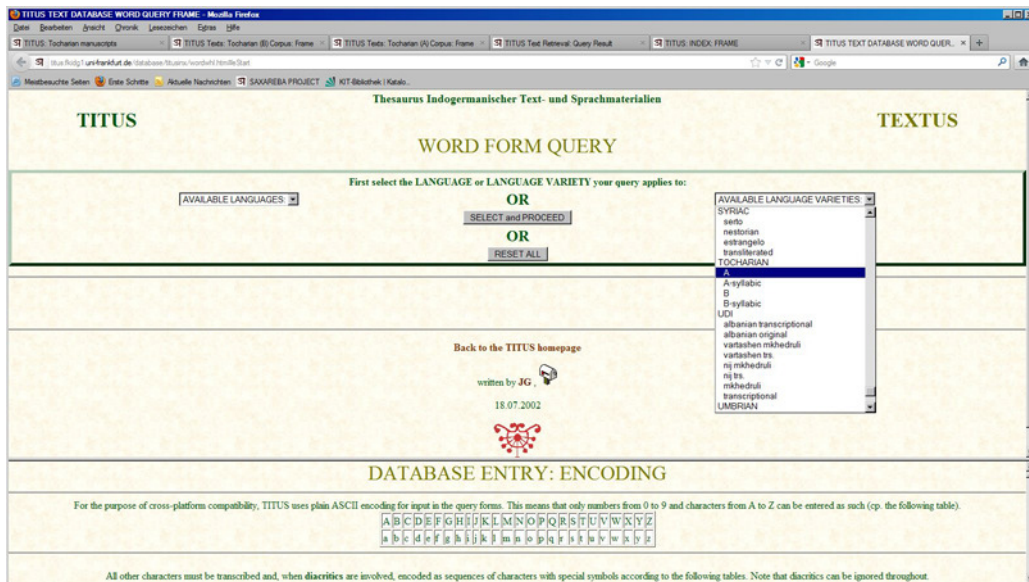 TITUS TEXT DATABASE WORD QUERY FRAME - Mozilla Firefox
Datei Bearbeiten Ansicht Chronik Lesezeichen Extras Hilfe
TITUS: Tocharian manuscripts × TITUS Texts: Tocharian (B) Corpus: Frame × TITUS Texts: Tocharian (A) Corpus: Frame × TITUS Text Retrieval: Query Result × TITUS: INDEX: FRAME × TITUS TEXT DATABASE WORD QUER... × +
uni-frankfurt.de/database/titusinx/wordwhl.htm#eStart Google
Meistbesuchte Seiten Erste Schritte Aktuelle Nachrichten SAXAREBA PROJECT KIT-Bibliothek | Katalo...
Thesaurus Indogermanischer Text- und Sprachmaterialien
TITUS TEXTUS
WORD FORM QUERY
First select the LANGUAGE or LANGUAGE VARIETY your query applies to:
AVAILABLE LANGUAGES: OR AVAILABLE LANGUAGE VARIETIES:
SELECT and PROCEED
OR
RESET ALL
SYRIAC
serto
nestorian
estrangelo
transliterated
TOCHARIAN
A
A-syllabic
B
B-syllabic
UDI
albanian transcriptional
albanian original
vartashen mkhedruli
vartashen trs.
nij mkhedruli
nij trs.
mkhedruli
transcriptional
UMBRIAN
Back to the TITUS homepage
written by JG ,
18.07.2002
DATABASE ENTRY: ENCODING
For the purpose of cross-platform compatibility, TITUS uses plain ASCII encoding for input in the query forms. This means that only numbers from 0 to 9 and characters from A to Z can be entered as such (cp. the following table).
A B C D E F G H I J K L M N O P Q R S T U V W X Y Z
a b c d e f g h i j k l m n o p q r s t u v w x y z
All other characters must be transcribed and, when diacritics are involved, encoded as sequences of characters with special symbols according to the following tables. Note that diacritics can be ignored throughout.